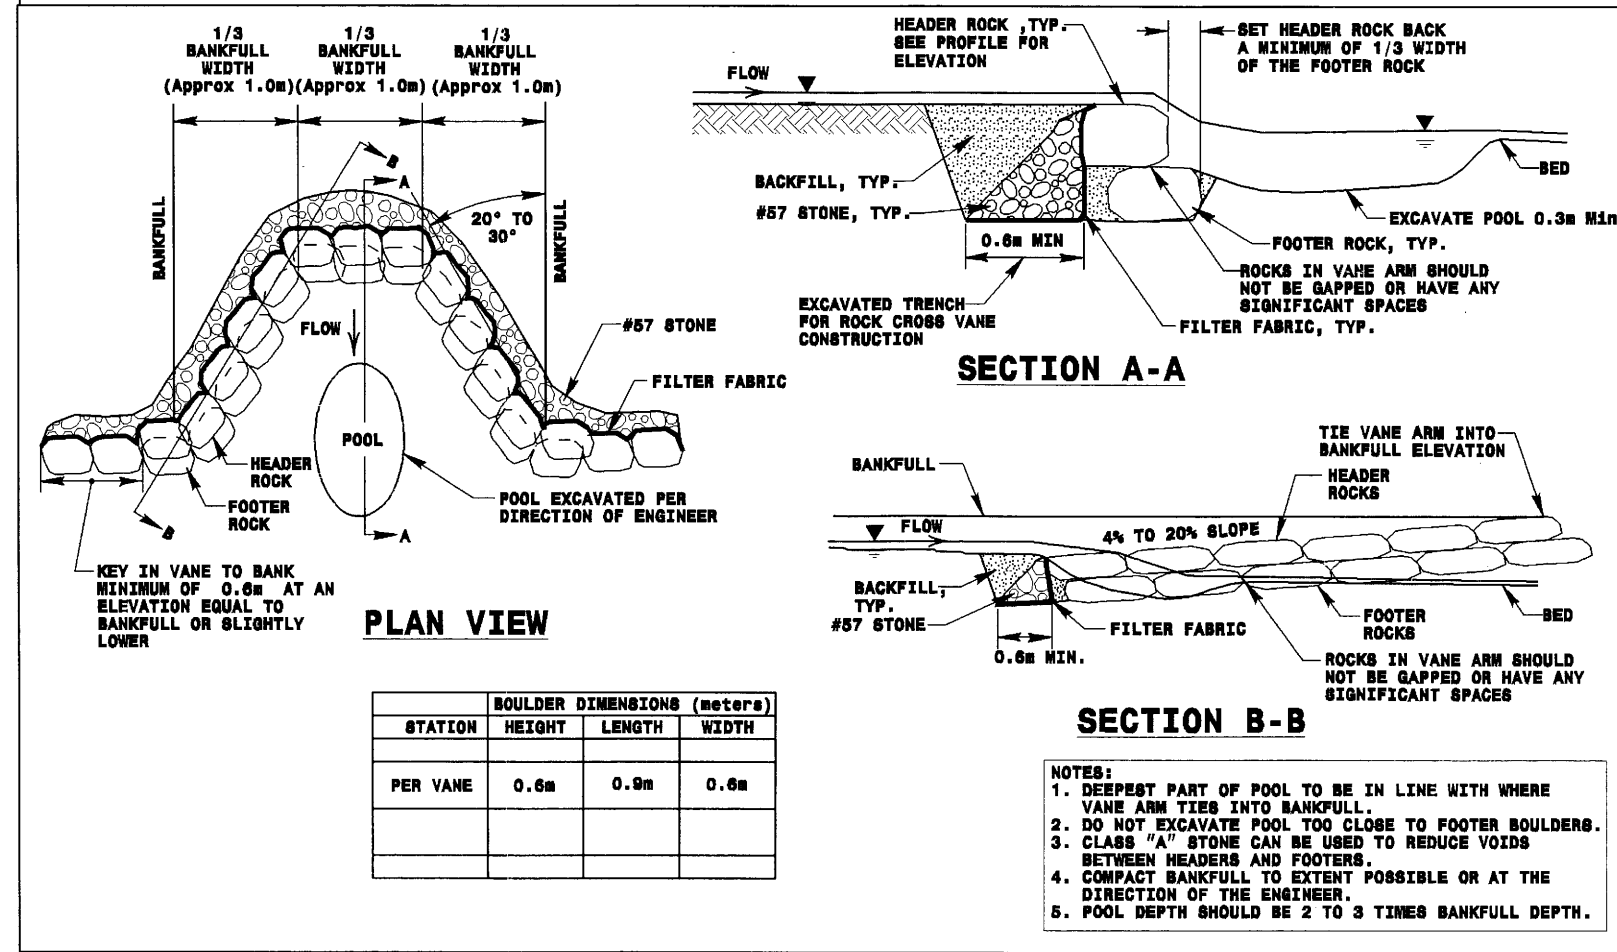 1/3
BANKFULL
WIDTH
(Approx 1.0m)
1/3
BANKFULL
WIDTH
(Approx 1.0m)
1/3
BANKFULL
WIDTH
(Approx 1.0m)
B
A
20° TO
30°
BANKFULL
BANKFULL
FLOW
#57 STONE
FILTER FABRIC
POOL
HEADER
ROCK
FOOTER
ROCK
POOL EXCAVATED PER
DIRECTION OF ENGINEER
B
A
KEY IN VANE TO BANK
MINIMUM OF 0.6m AT AN
ELEVATION EQUAL TO
BANKFULL OR SLIGHTLY
LOWER
PLAN VIEW
HEADER ROCK ,TYP.
SEE PROFILE FOR
ELEVATION
SET HEADER ROCK BACK
A MINIMUM OF 1/3 WIDTH
OF THE FOOTER ROCK
FLOW
BACKFILL, TYP.
#57 STONE, TYP.
0.6m MIN
BED
EXCAVATE POOL 0.3m Min
FOOTER ROCK, TYP.
ROCKS IN VANE ARM SHOULD
NOT BE GAPPED OR HAVE ANY
SIGNIFICANT SPACES
EXCAVATED TRENCH
FOR ROCK CROSS VANE
CONSTRUCTION
FILTER FABRIC, TYP.
SECTION A-A
TIE VANE ARM INTO
BANKFULL ELEVATION
BANKFULL
HEADER
ROCKS
FLOW
4% TO 20% SLOPE
BACKFILL,
TYP.
#57 STONE
0.6m MIN.
FILTER FABRIC
FOOTER
ROCKS
BED
ROCKS IN VANE ARM SHOULD
NOT BE GAPPED OR HAVE ANY
SIGNIFICANT SPACES
SECTION B-B
BOULDER DIMENSIONS (meters)
STATION HEIGHT LENGTH WIDTH
PER VANE 0.6m 0.9m 0.6m
NOTES:
1. DEEPEST PART OF POOL TO BE IN LINE WITH WHERE
VANE ARM TIES INTO BANKFULL.
2. DO NOT EXCAVATE POOL TOO CLOSE TO FOOTER BOULDERS.
3. CLASS "A" STONE CAN BE USED TO REDUCE VOIDS
BETWEEN HEADERS AND FOOTERS.
4. COMPACT BANKFULL TO EXTENT POSSIBLE OR AT THE
DIRECTION OF THE ENGINEER.
5. POOL DEPTH SHOULD BE 2 TO 3 TIMES BANKFULL DEPTH.